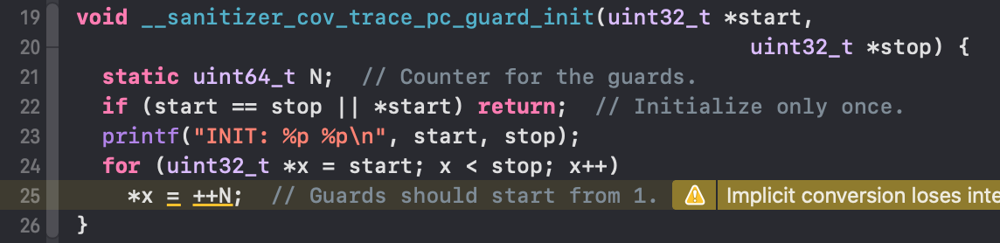 19 void __sanitizer_cov_trace_pc_guard_init(uint32_t *start,
20                                                     uint32_t *stop) {
21   static uint64_t N;  // Counter for the guards.
22   if (start == stop || *start) return;  // Initialize only once.
23   printf("INIT: %p %p\n", start, stop);
24   for (uint32_t *x = start; x < stop; x++)
25     *x = ++N;  // Guards should start from 1. Implicit conversion loses inte
26 }